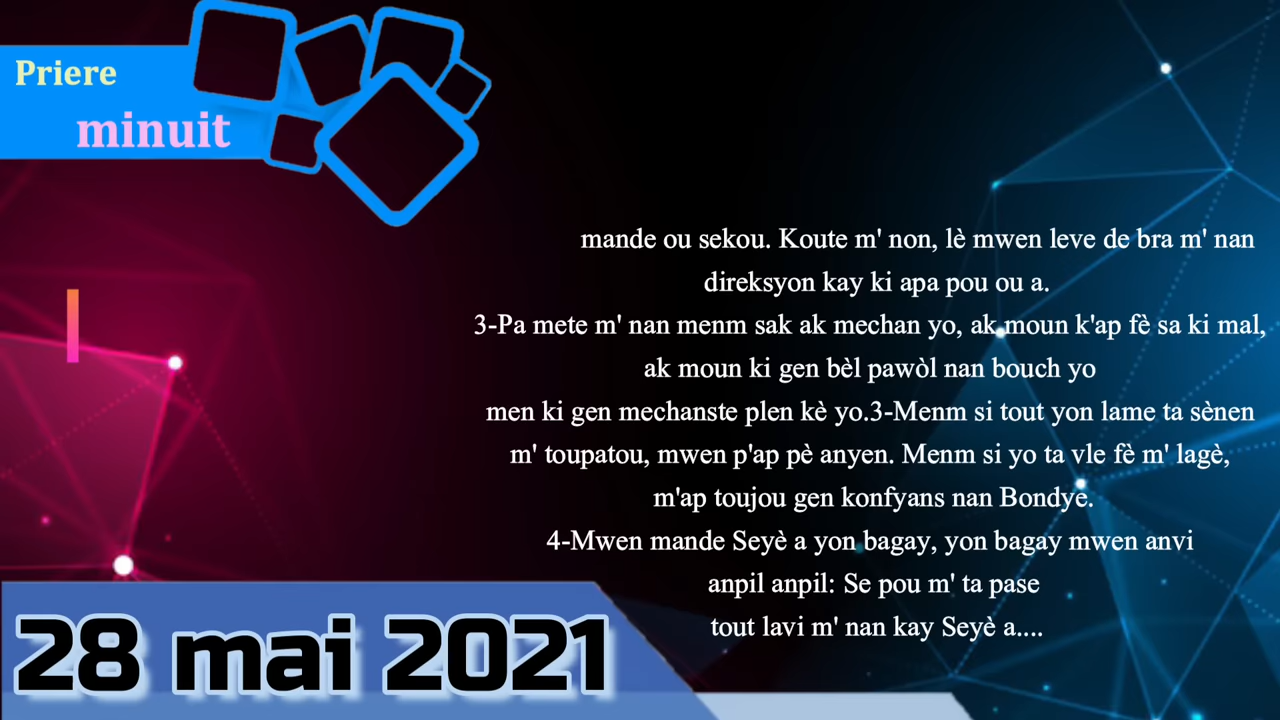 Priere
minuit
mande ou sekou. Koute m' non, lè mwen leve de bra m' nan
direksyon kay ki apa pou ou a.
3-Pa mete m' nan menm sak ak mechan yo, ak moun k'ap fè sa ki mal,
ak moun ki gen bèl pawòl nan bouch yo
men ki gen mechanste plen kè yo.3-Menm si tout yon lame ta sènen
m' toupatou, mwen p'ap pè anyen. Menm si yo ta vle fè m' lagè,
m'ap toujou gen konfyans nan Bondye.
4-Mwen mande Seyè a yon bagay, yon bagay mwen anvi
anpil anpil: Se pou m' ta pase
tout lavi m' nan kay Seyè a....
28 mai 2021